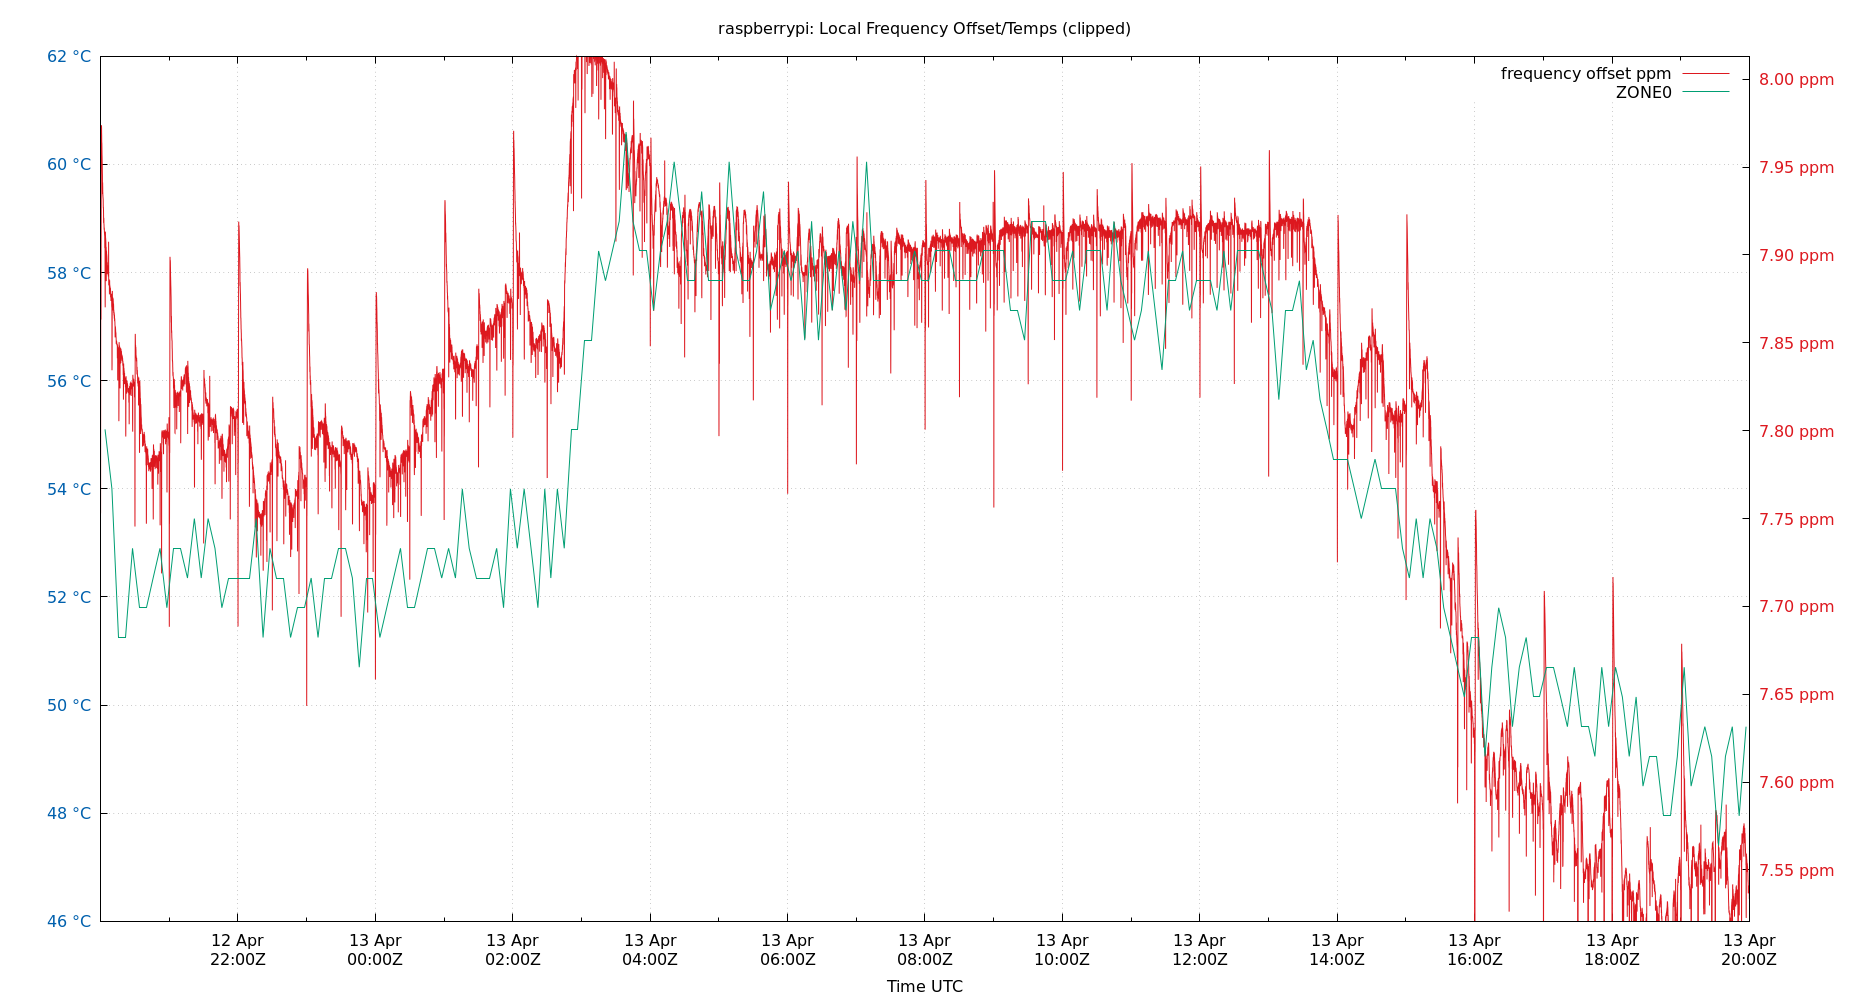 raspberrypi: Local Frequency Offset/Temps (clipped)
frequency offset ppm
ZONE0
62 °C
60 °C
58 °C
56 °C
54 °C
52 °C
50 °C
48 °C
46 °C
8.00 ppm
7.95 ppm
7.90 ppm
7.85 ppm
7.80 ppm
7.75 ppm
7.70 ppm
7.65 ppm
7.60 ppm
7.55 ppm
12 Apr 22:00Z
13 Apr 00:00Z
13 Apr 02:00Z
13 Apr 04:00Z
13 Apr 06:00Z
13 Apr 08:00Z
13 Apr 10:00Z
13 Apr 12:00Z
13 Apr 14:00Z
13 Apr 16:00Z
13 Apr 18:00Z
13 Apr 20:00Z
Time UTC